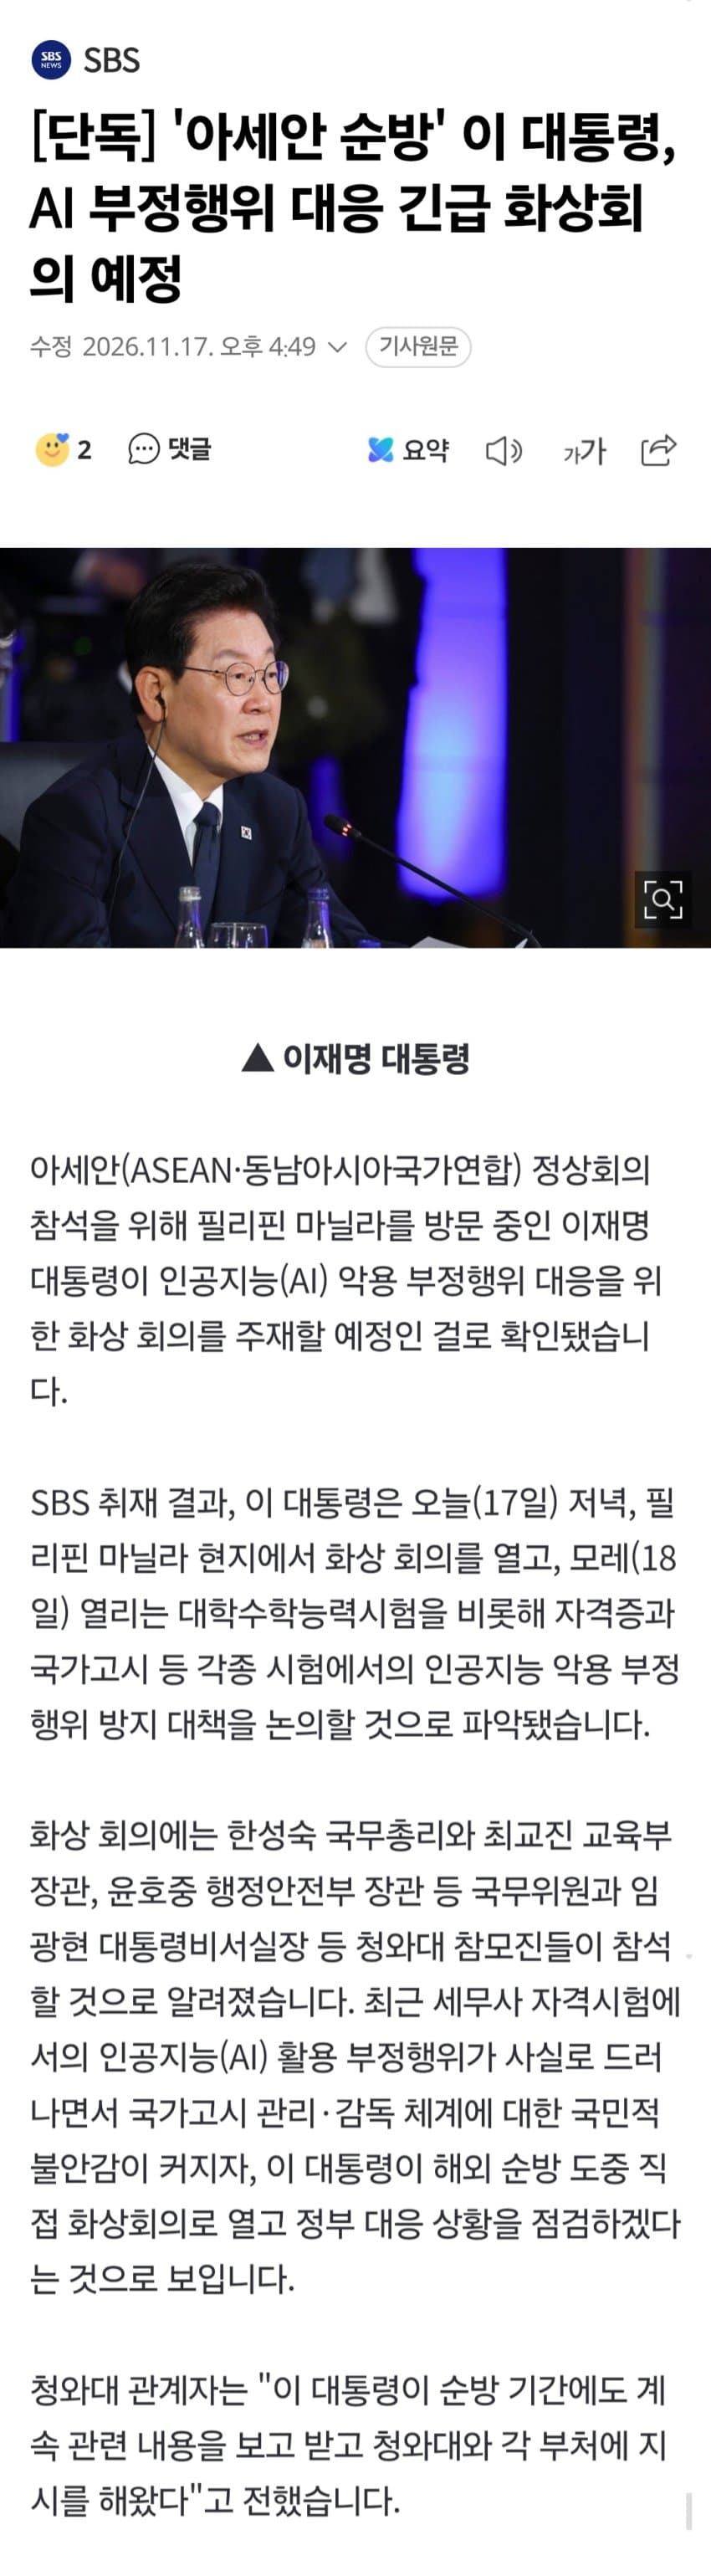 SBS NEWS SBS
[단독] '아세안 순방' 이 대통령,
AI 부정행위 대응 긴급 화상회
의 예정
수정 2026.11.17. 오후 4:49 기사원문
2 댓글 요약 가가
▲ 이재명 대통령
아세안(ASEAN·동남아시아국가연합) 정상회의
참석을 위해 필리핀 마닐라를 방문 중인 이재명
대통령이 인공지능(AI) 악용 부정행위 대응을 위
한 화상 회의를 주재할 예정인 걸로 확인됐습니
다.
SBS 취재 결과, 이 대통령은 오늘(17일) 저녁, 필
리핀 마닐라 현지에서 화상 회의를 열고, 모레(18
일) 열리는 대학수학능력시험을 비롯해 자격증과
국가고시 등 각종 시험에서의 인공지능 악용 부정
행위 방지 대책을 논의할 것으로 파악됐습니다.
화상 회의에는 한성숙 국무총리와 최교진 교육부
장관, 윤호중 행정안전부 장관 등 국무위원과 임
광현 대통령비서실장 등 청와대 참모진들이 참석
할 것으로 알려졌습니다. 최근 세무사 자격시험에
서의 인공지능(AI) 활용 부정행위가 사실로 드러
나면서 국가고시 관리·감독 체계에 대한 국민적
불안감이 커지자, 이 대통령이 해외 순방 도중 직
접 화상회의로 열고 정부 대응 상황을 점검하겠다
는 것으로 보입니다.
청와대 관계자는 "이 대통령이 순방 기간에도 계
속 관련 내용을 보고 받고 청와대와 각 부처에 지
시를 해왔다"고 전했습니다.